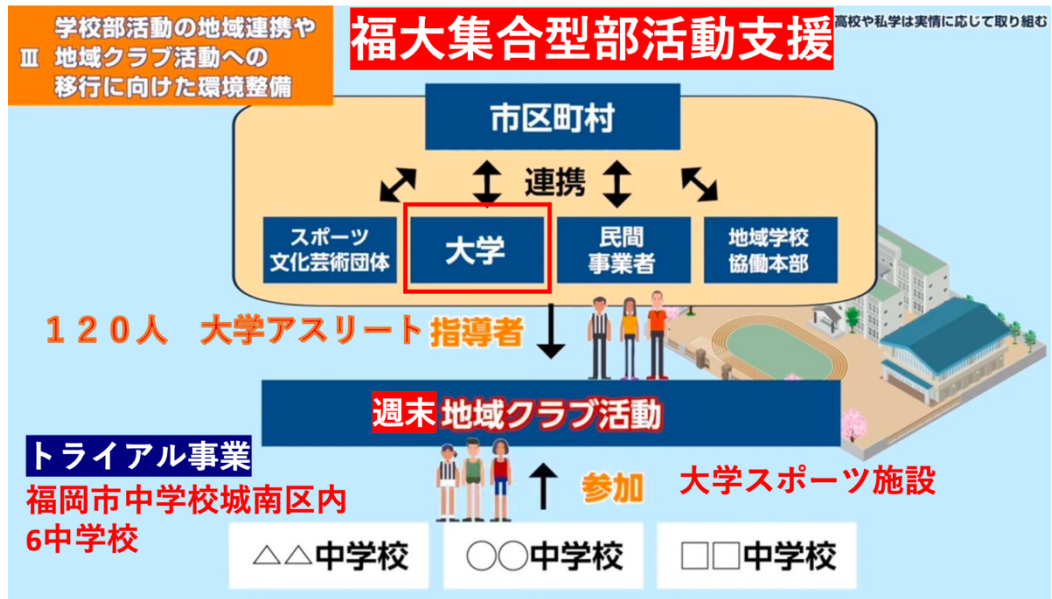 学校部活動の地域連携や
Ⅲ 地域クラブ活動への
移行に向けた環境整備
福大集合型部活動支援
高校や私学は実情に応じて取り組む
市区町村
連携
スポーツ
文化芸術団体
大学
民間
事業者
地域学校
協働本部
120人 大学アスリート 指導者
週末 地域クラブ活動
トライアル事業
福岡市中学校城南区内
6中学校
参加
大学スポーツ施設
△△中学校
○○中学校
□□中学校